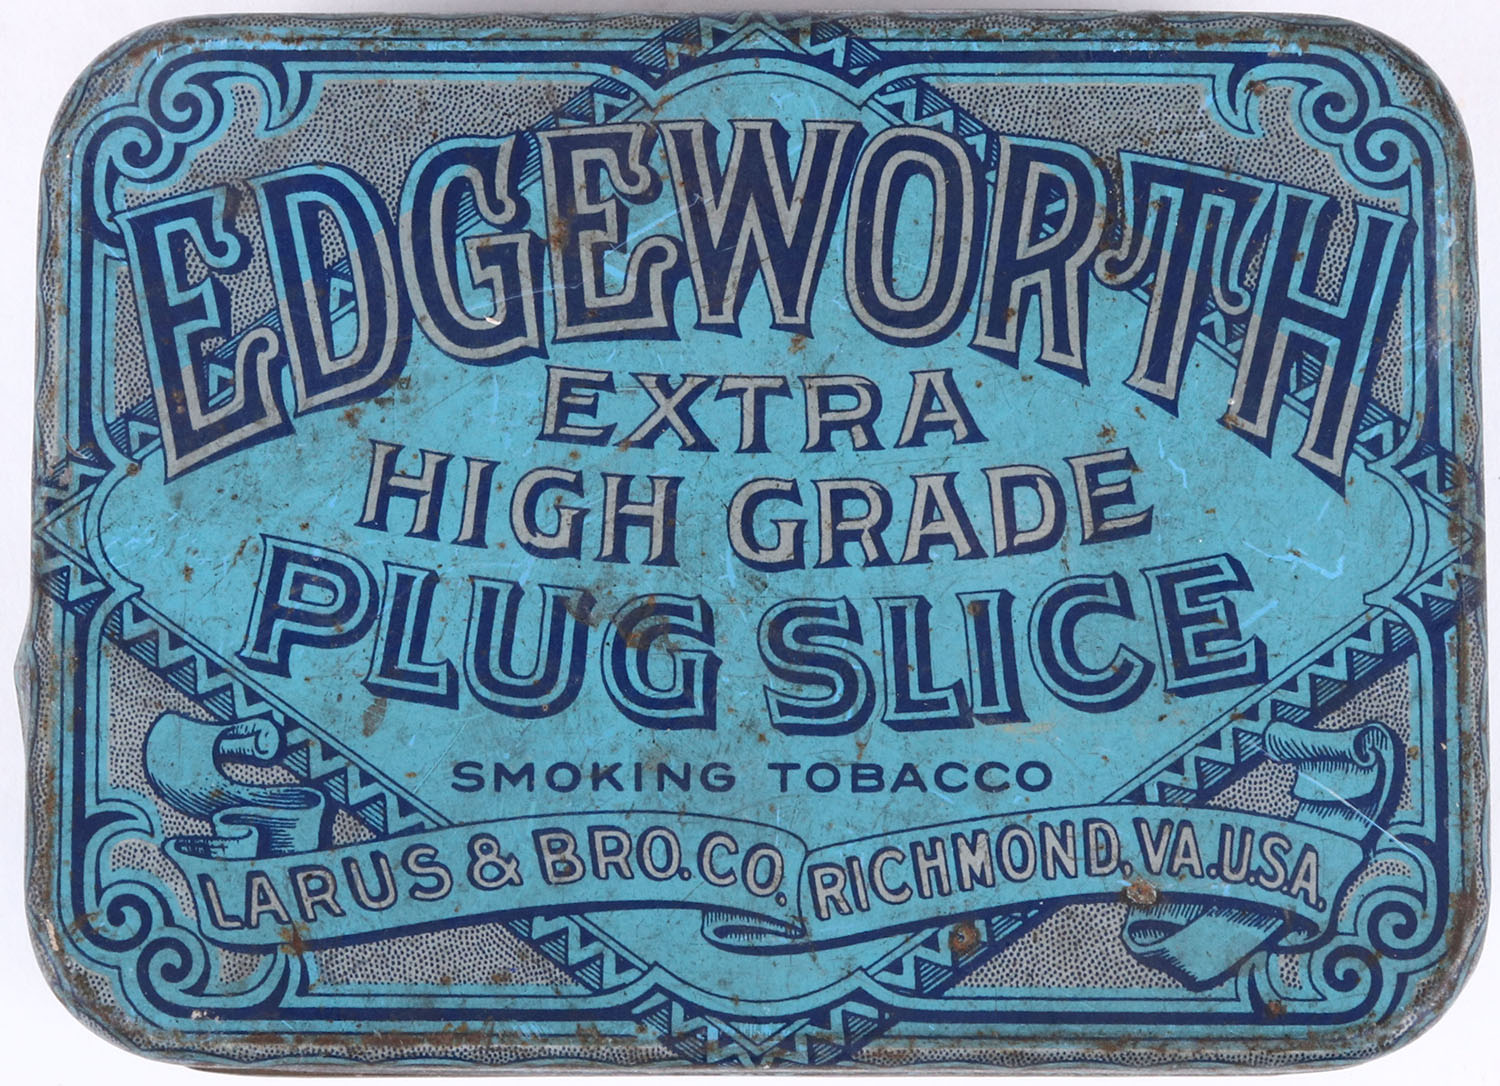 EDGEWORTH
EXTRA
HIGH GRADE
PLUG SLICE
SMOKING TOBACCO
LARUS & BRO. CO. RICHMOND, VA. U.S.A.